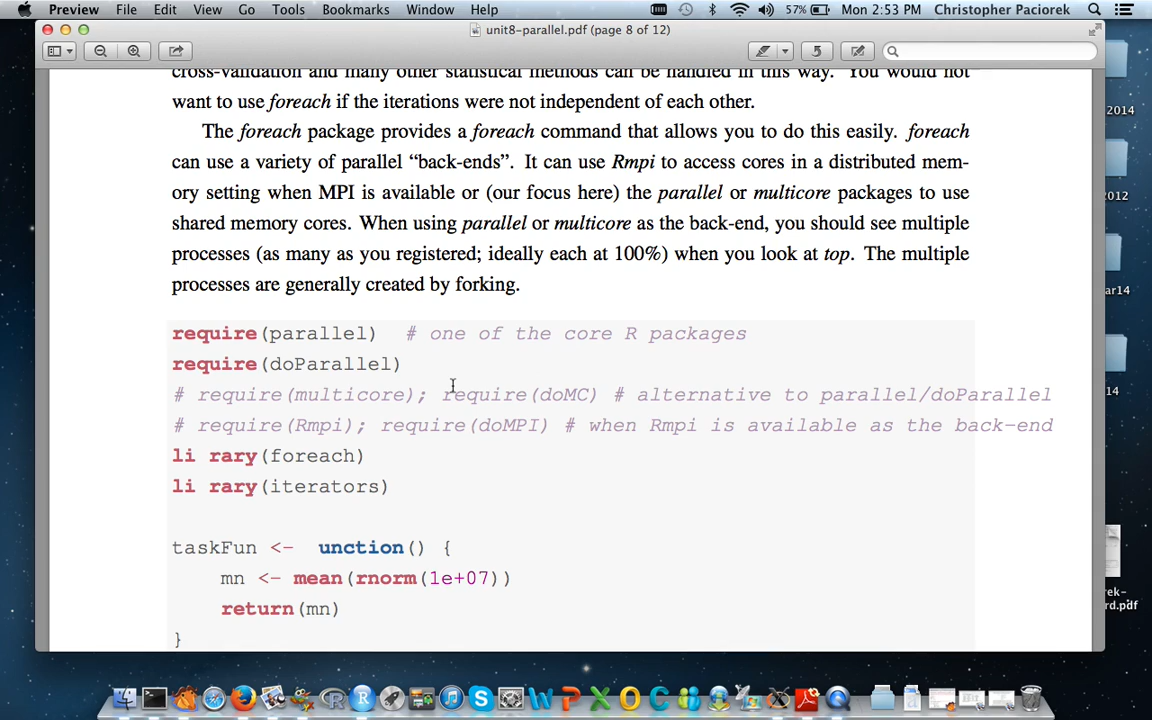 Preview File Edit View Go Tools Bookmarks Window Help 57% Mon 2:53 PM Christopher Paciorek
unit8-parallel.pdf (page 8 of 12)
2014
2012
ar14
14
rek-
rd.pdf
cross-validation and many other statistical methods can be handled in this way. You would not
want to use foreach if the iterations were not independent of each other.
The foreach package provides a foreach command that allows you to do this easily. foreach
can use a variety of parallel “back-ends”. It can use Rmpi to access cores in a distributed mem-
ory setting when MPI is available or (our focus here) the parallel or multicore packages to use
shared memory cores. When using parallel or multicore as the back-end, you should see multiple
processes (as many as you registered; ideally each at 100%) when you look at top. The multiple
processes are generally created by forking.
require(parallel) # one of the core R packages
require(doParallel)
# require(multicore); require(doMC) # alternative to parallel/doParallel
# require(Rmpi); require(doMPI) # when Rmpi is available as the back-end
li rary(foreach)
li rary(iterators)
taskFun <- unction() {
mn <- mean(rnorm(1e+07))
return(mn)
}